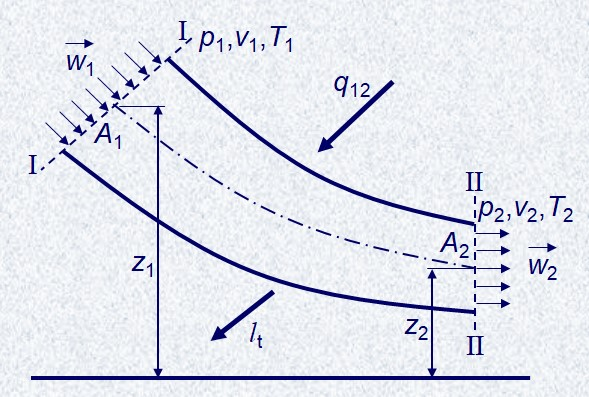 I p₁,v₁,T₁
w₁
q₁₂
A₁
I
II
p₂,v₂,T₂
A₂
w₂
z₁
z₂
lₜ
II